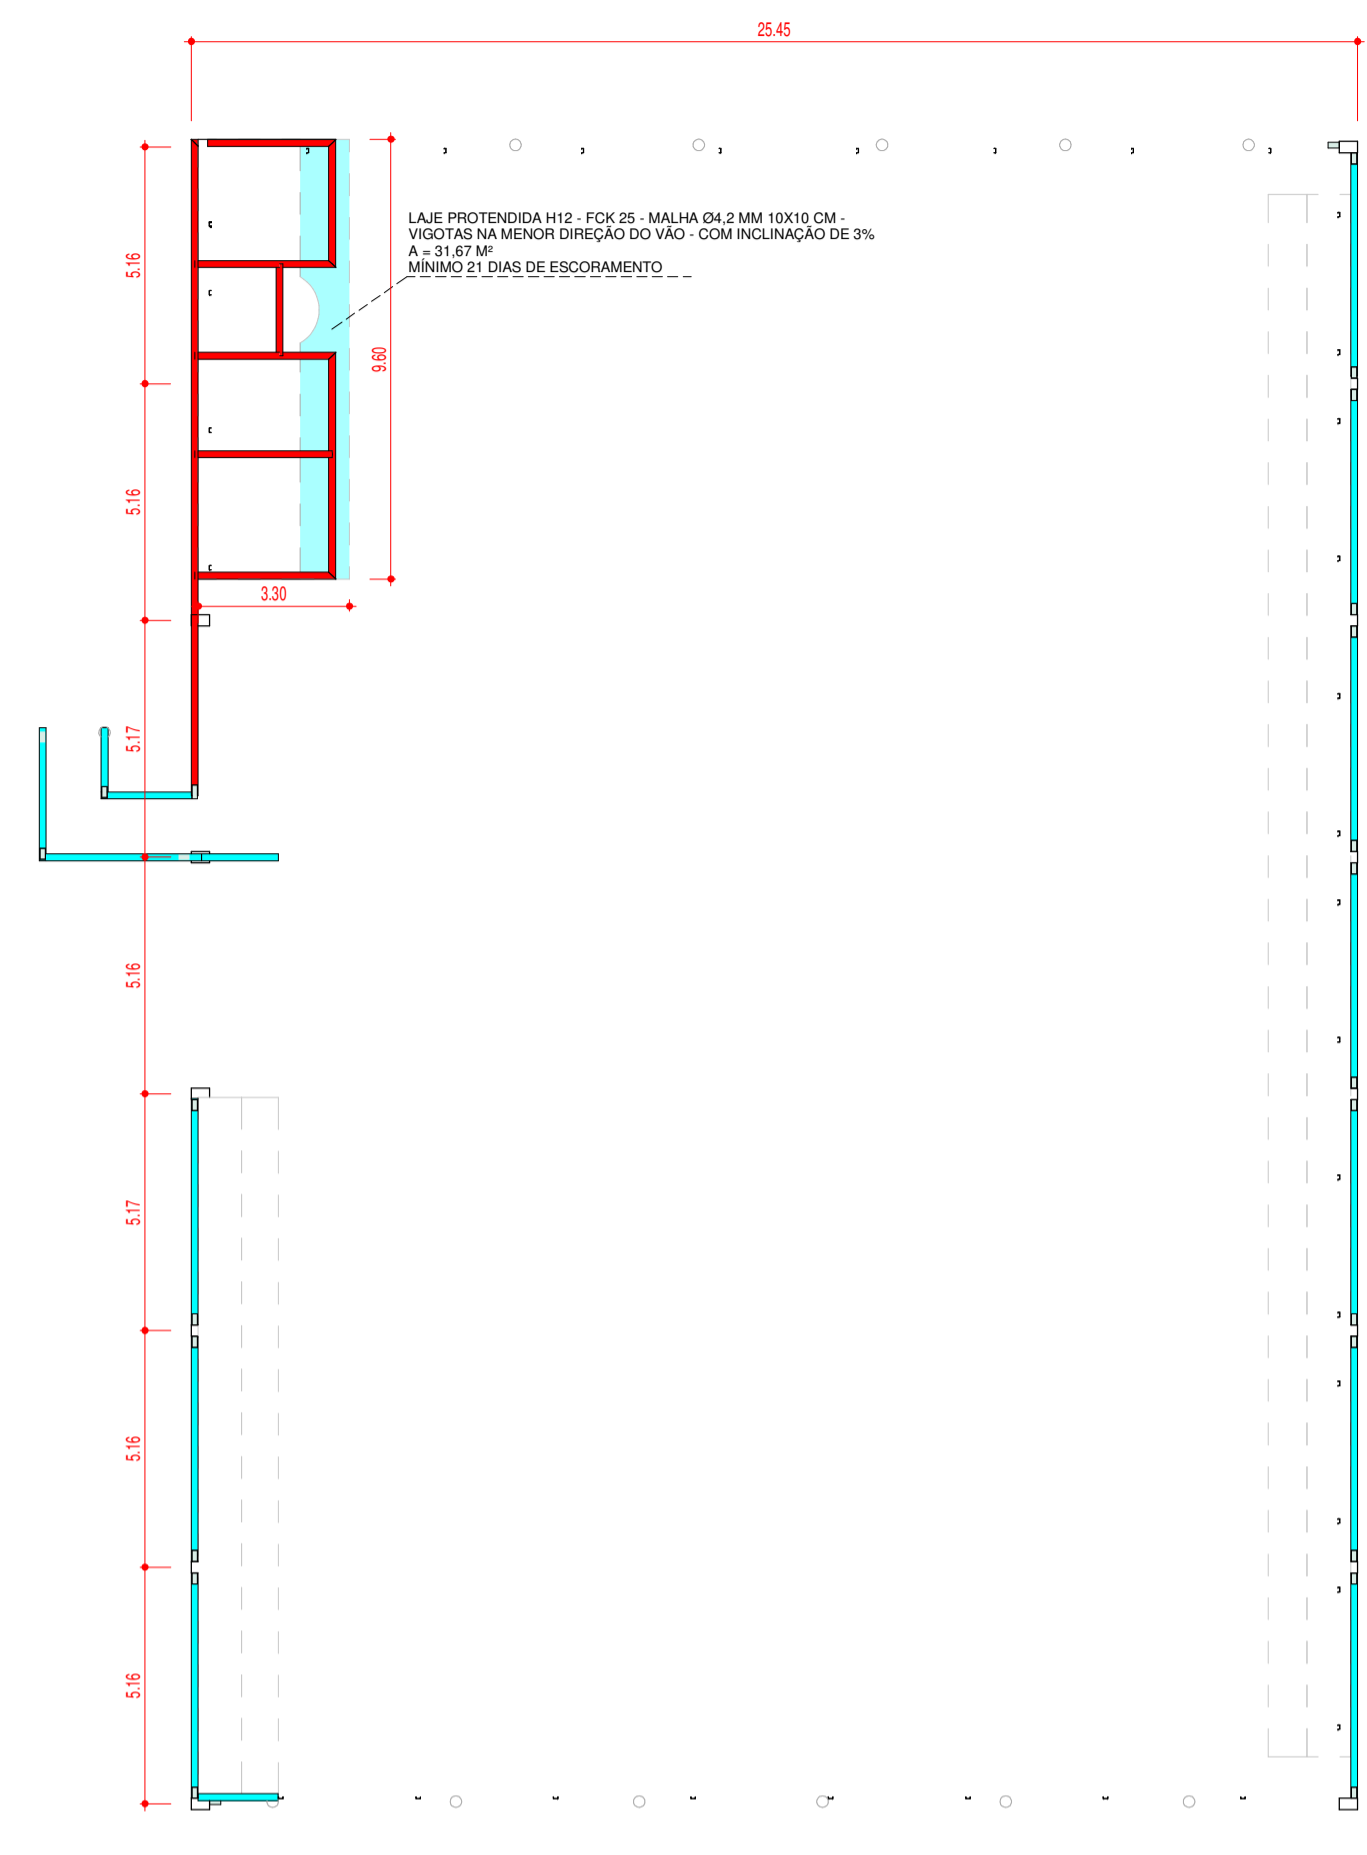 25.45
LAJE PROTENDIDA H12 - FCK 25 - MALHA Ø4,2 MM 10X10 CM -
VIGOTAS NA MENOR DIREÇÃO DO VÃO - COM INCLINAÇÃO DE 3%
A = 31,67 M²
MÍNIMO 21 DIAS DE ESCORAMENTO
5.16
9.60
5.16
3.30
5.17
5.16
5.17
5.16
5.16